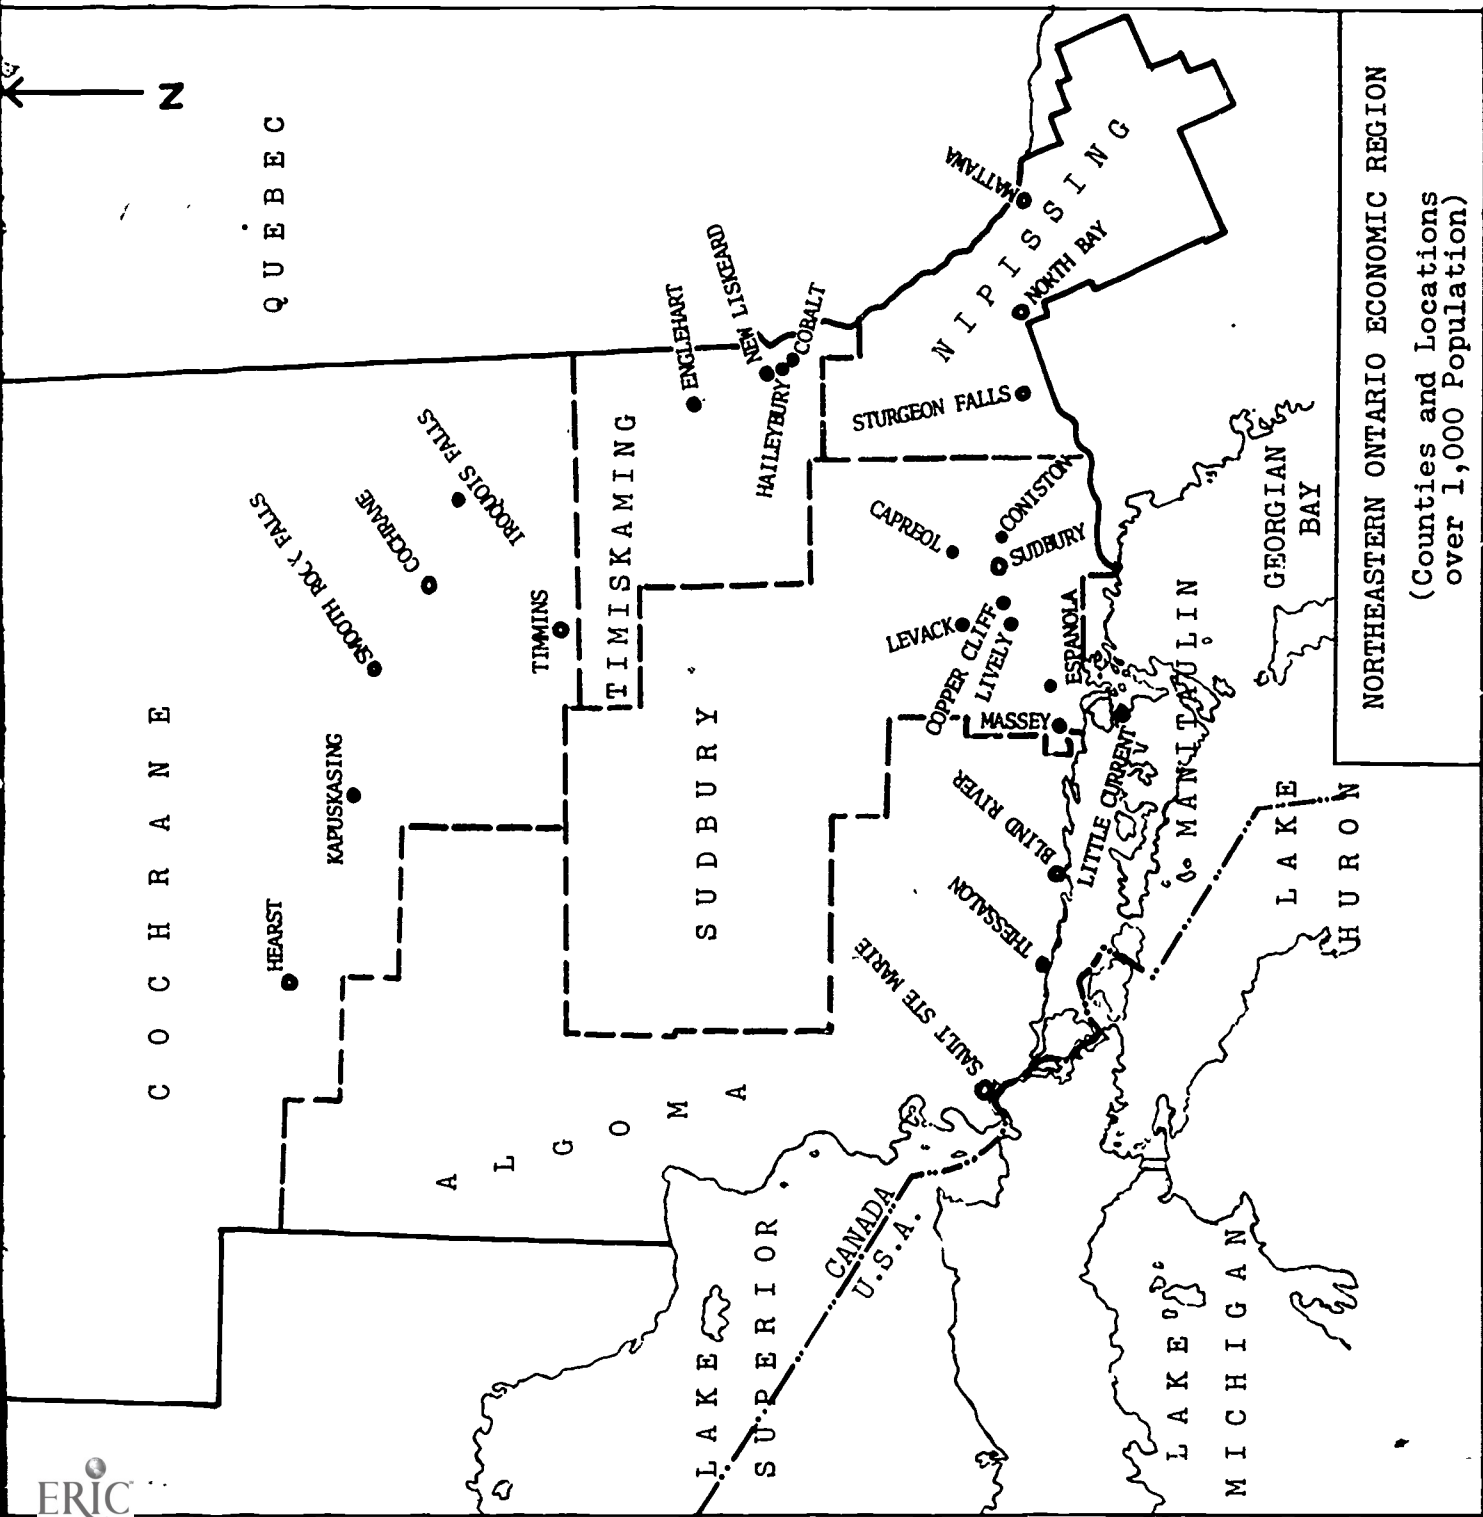 N
QUEBEC
COCHRANE
HEARST
KAPUSKASING
SMOOTH ROCK FALLS
COCHRANE
IROQUOIS FALLS
TIMMINS
TIMISKAMING
ENGLEHART
NEW LISKEARD
HAILEYBURY
COBALT
SUDBURY
ALGOMA
NIPISSING
MATTAWA
NORTH BAY
STURGEON FALLS
CAPREOL
CONISTON
SUDBURY
LEVACK
COPPER CLIFF
LIVELY
ESPANOLA
MASSEY
LITTLE CURRENT
BLIND RIVER
THESSALON
SAULT STE MARIE
MANITAULIN
GEORGIAN
BAY
LAKE
HURON
LAKE
SUPERIOR
CANADA
U.S.A.
LAKE
MICHIGAN
NORTHEASTERN ONTARIO ECONOMIC REGION
(Counties and Locations
over 1,000 Population)
ERIC